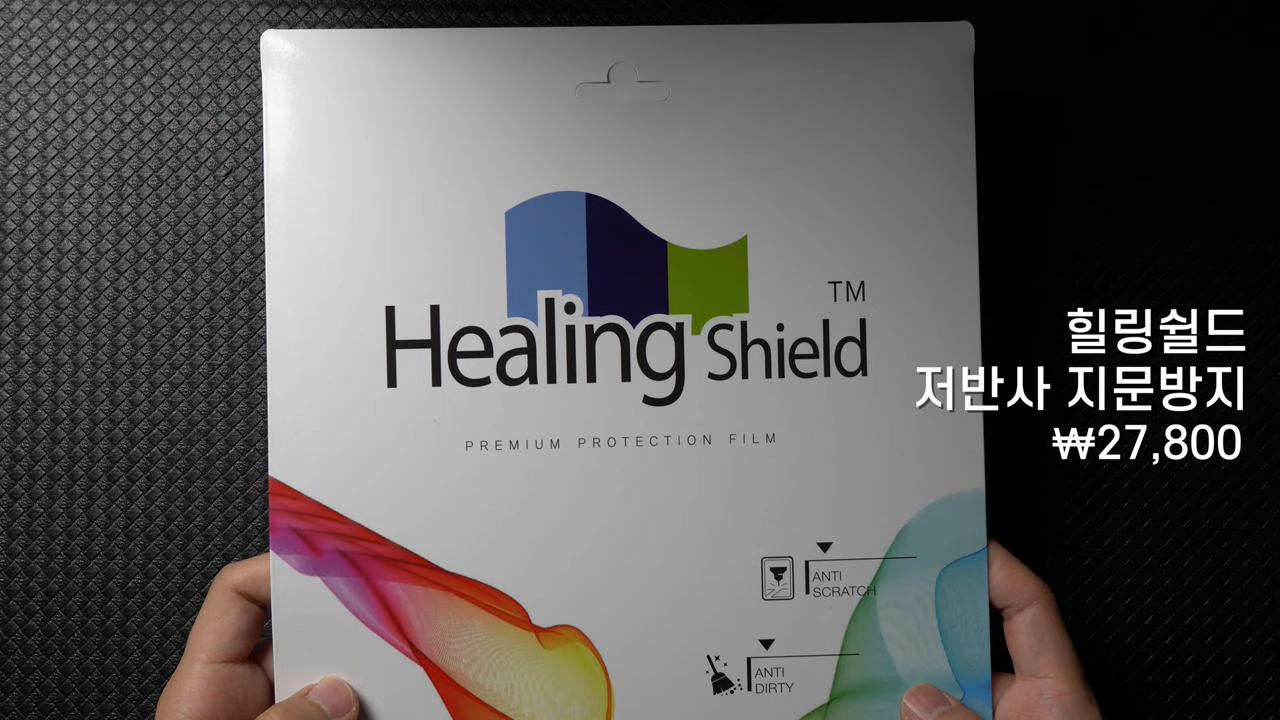 Healing Shield
TM
PREMIUM PROTECTION FILM
힐링쉴드
저반사 지문방지
₩27,800
ANTI
SCRATCH
ANTI
DIRTY